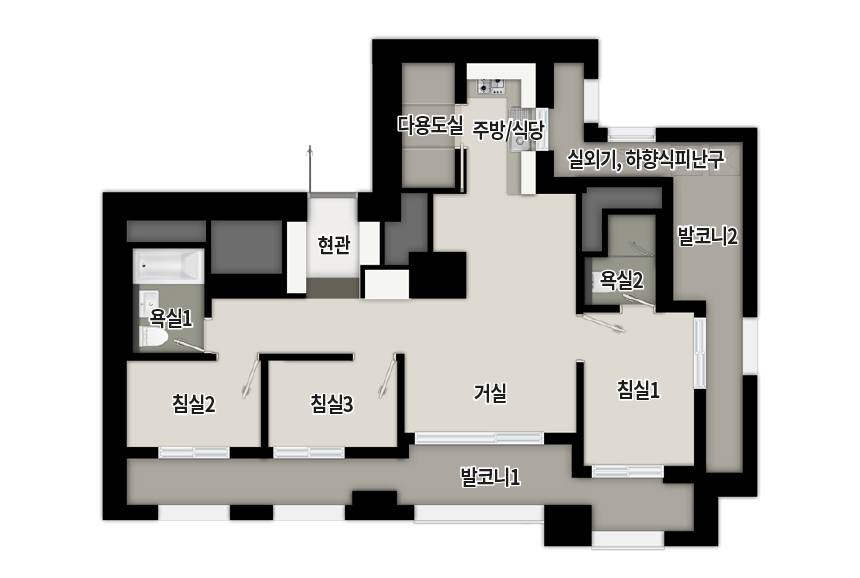 다용도실
주방/식당
실외기, 하향식피난구
발코니2
현관
욕실2
욕실1
침실2
침실3
거실
침실1
발코니1